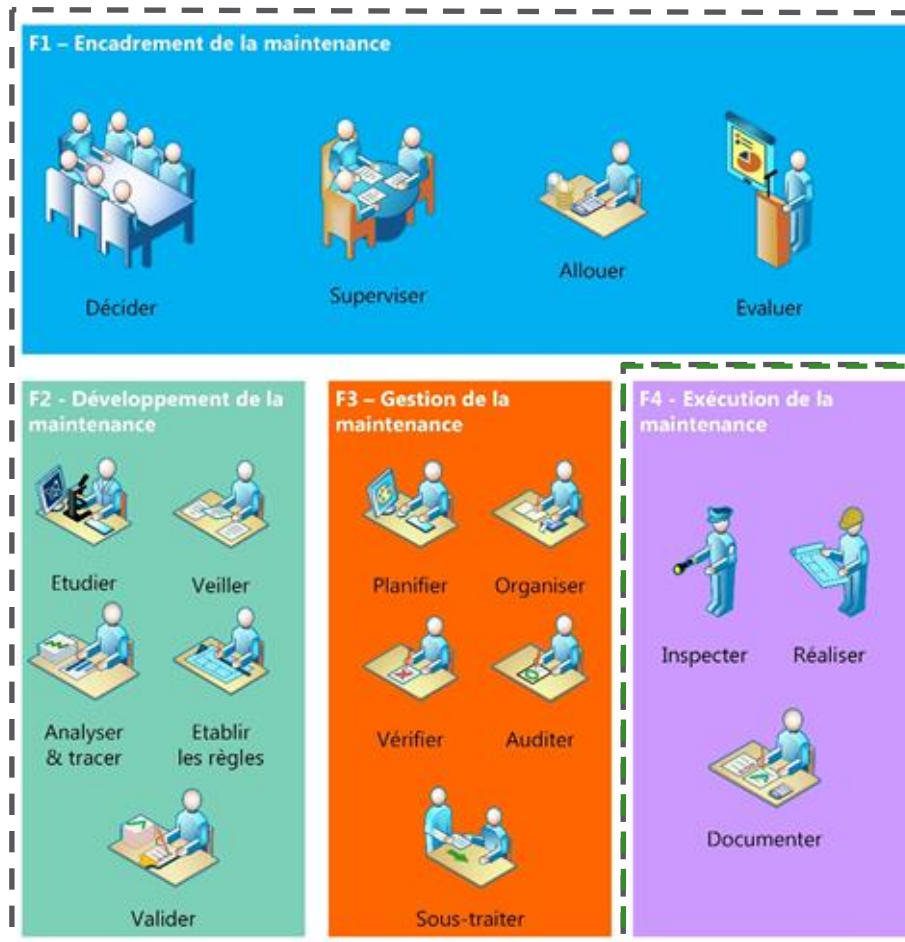 F1 – Encadrement de la maintenance
Décider
Superviser
Allouer
Evaluer
F2 - Développement de la
maintenance
Etudier
Veiller
Analyser
& tracer
Etablir
les règles
Valider
F3 – Gestion de la
maintenance
Planifier
Organiser
Vérifier
Auditer
Sous-traiter
F4 - Exécution de la
maintenance
Inspecter
Réaliser
Documenter